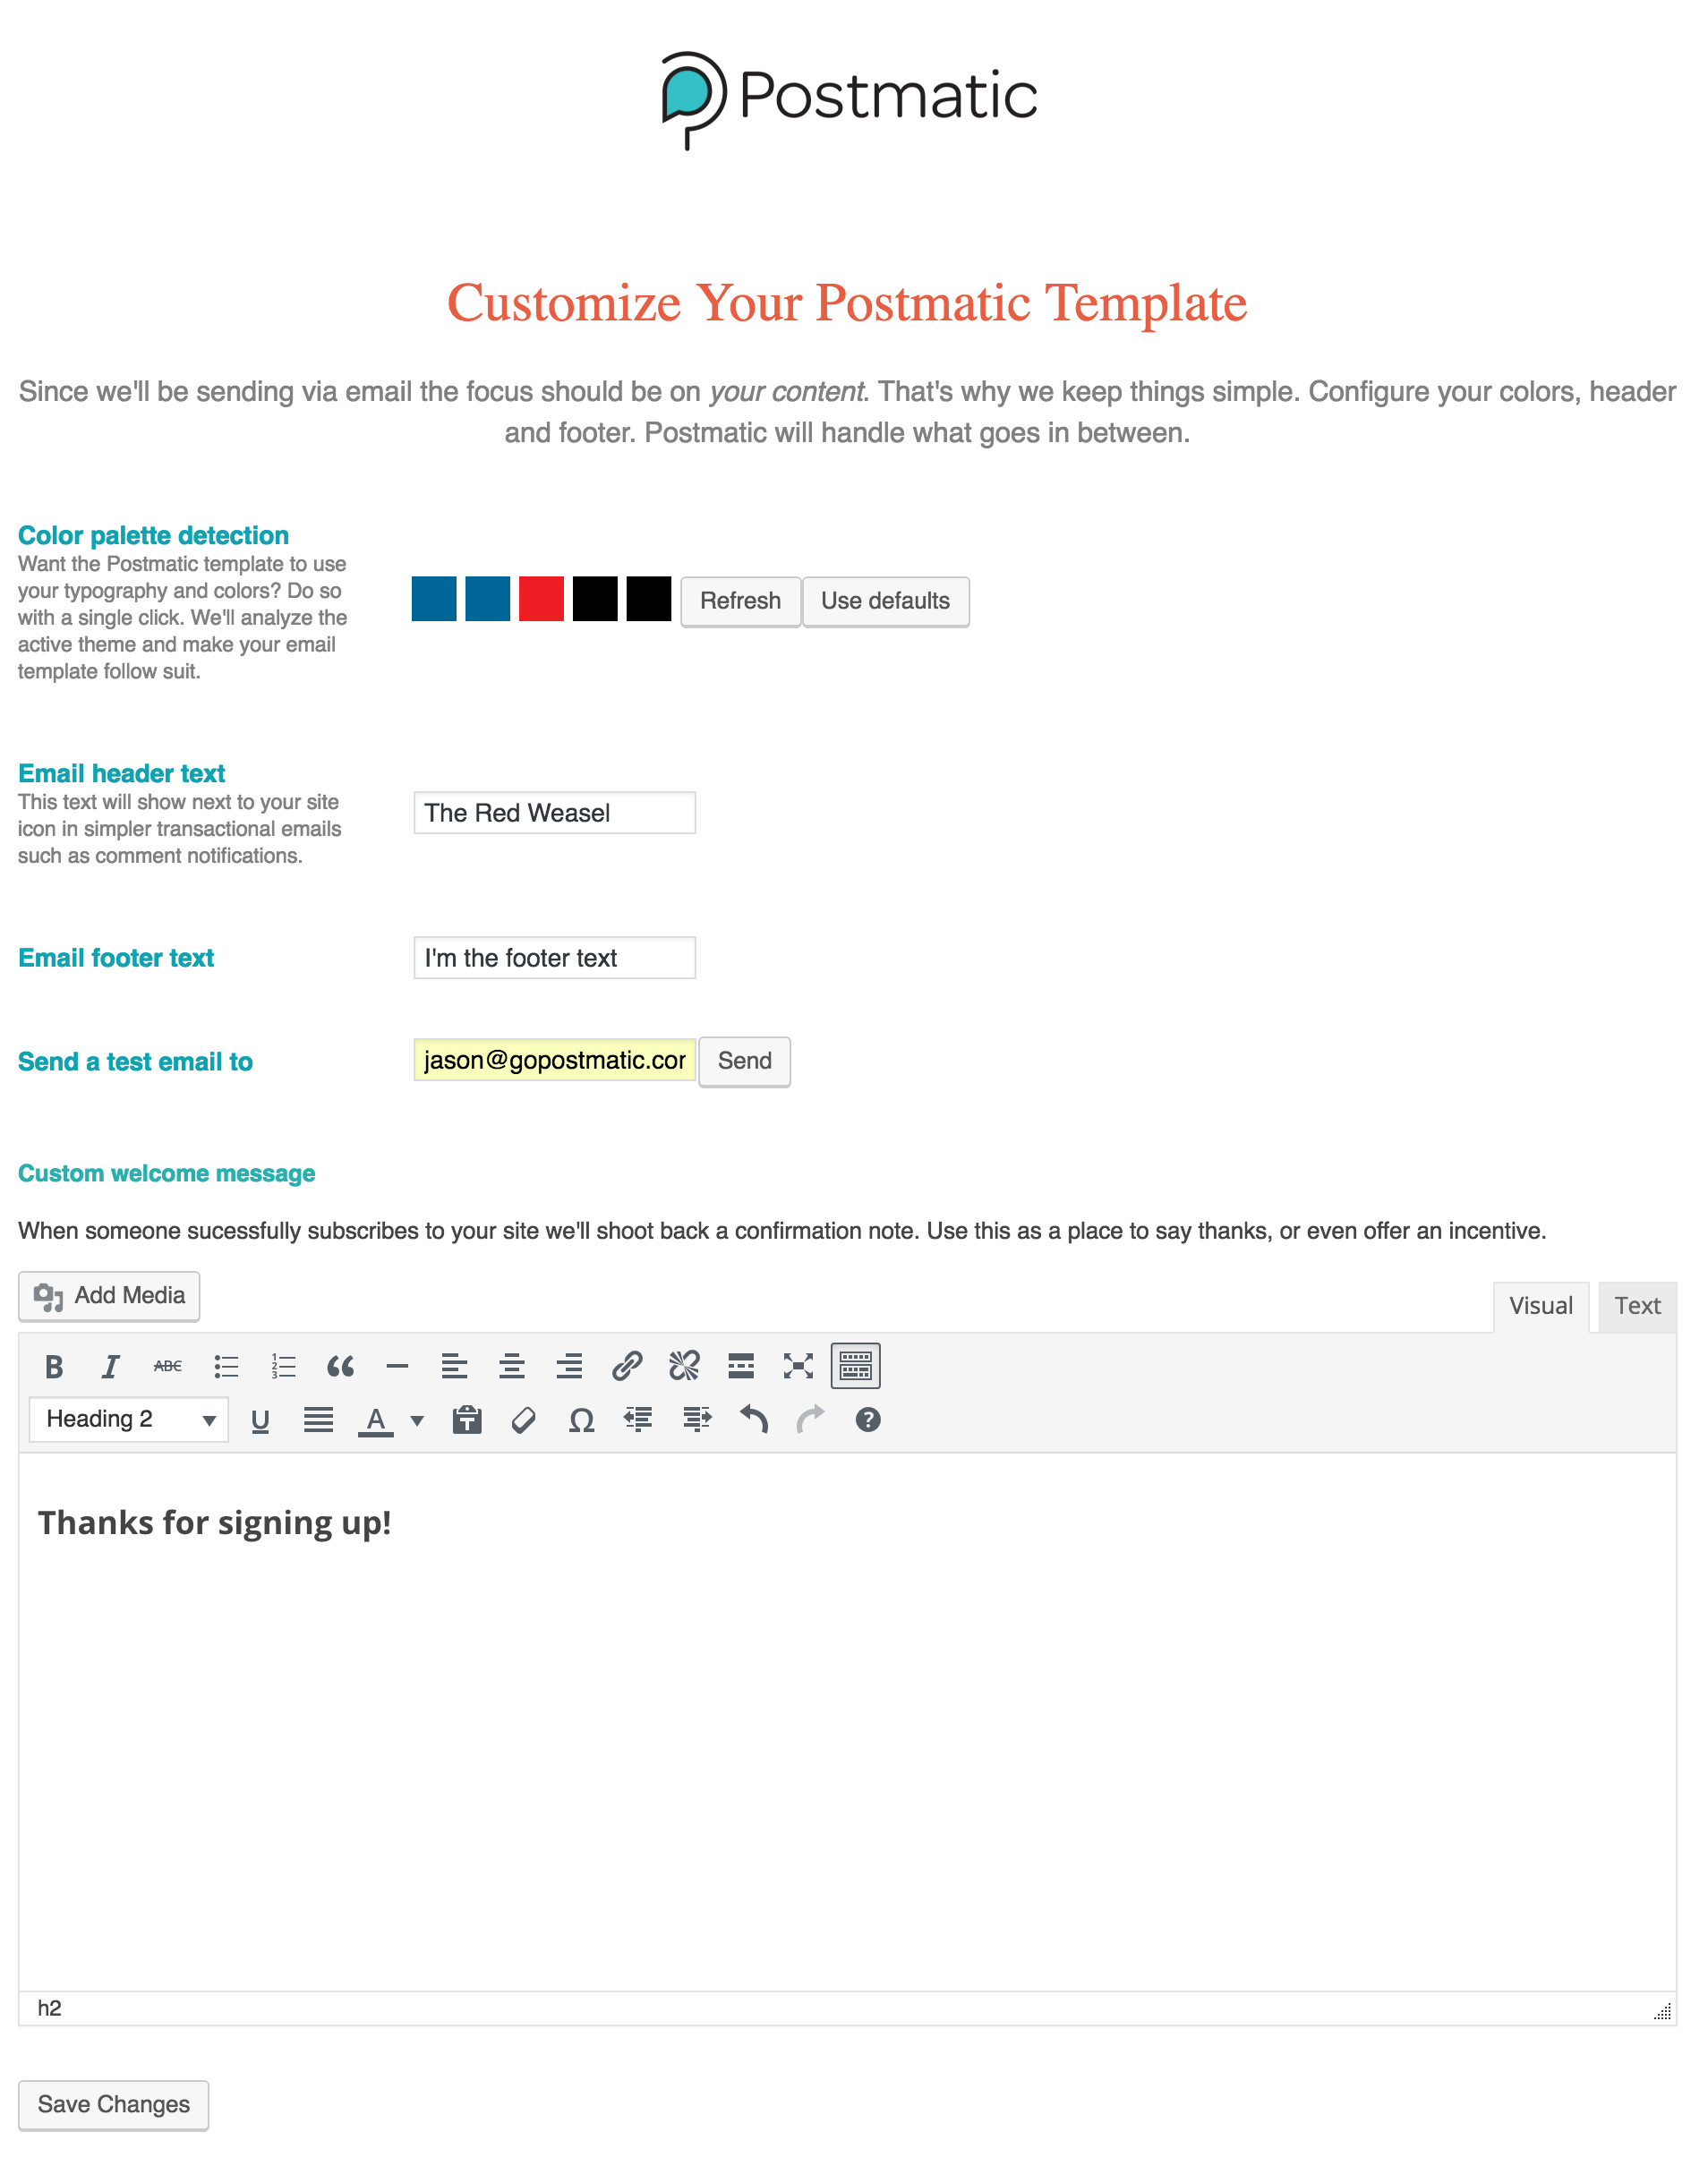 Postmatic
Customize Your Postmatic Template
Since we'll be sending via email the focus should be on your content. That's why we keep things simple. Configure your colors, header
and footer. Postmatic will handle what goes in between.
Color palette detection
Want the Postmatic template to use
your typography and colors? Do so
with a single click. We'll analyze the
active theme and make your email
template follow suit.
Refresh Use defaults
Email header text
This text will show next to your site
icon in simpler transactional emails
such as comment notifications.
The Red Weasel
Email footer text I'm the footer text
Send a test email to jason@gopostmatic.cor Send
Custom welcome message
When someone sucessfully subscribes to your site we'll shoot back a confirmation note. Use this as a place to say thanks, or even offer an incentive.
Add Media Visual Text
B I ABC
Heading 2 U A Ω ?
Thanks for signing up!
h2
Save Changes